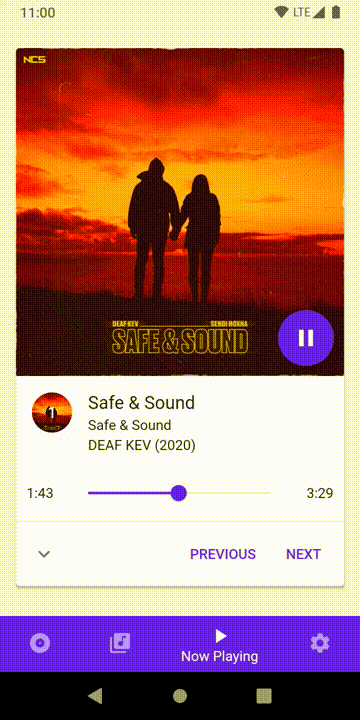 11:00
LTE
NCS
DEAF KEV
SENDI HOXHA
SAFE & SOUND
Safe & Sound
Safe & Sound
DEAF KEV (2020)
1:43
3:29
PREVIOUS
NEXT
Now Playing